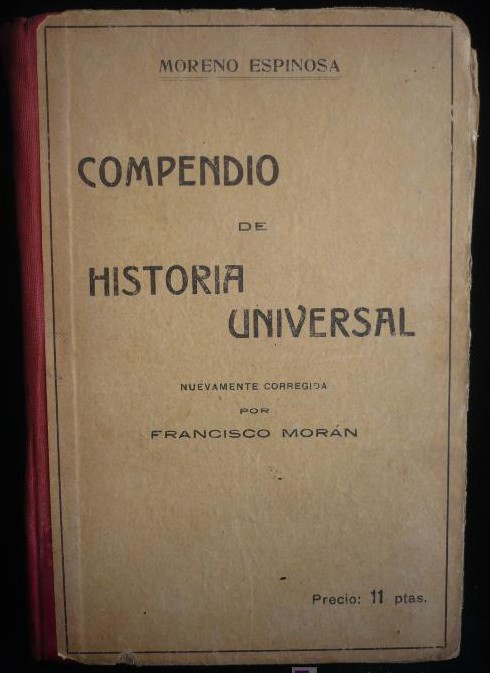 MORENO ESPINOSA
COMPENDIO
DE
HISTORIA
UNIVERSAL
NUEVAMENTE CORREGIDA
POR
FRANCISCO MORÁN
Precio: 11 ptas.